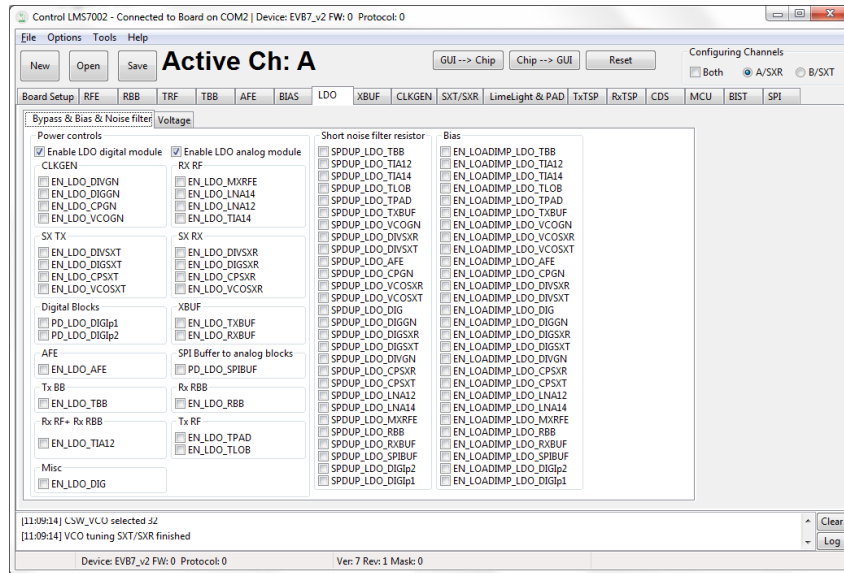 Control LMS7002 - Connected to Board on COM2 | Device: EVB7_v2 FW: 0 Protocol: 0
File Options Tools Help
New Open Save Active Ch: A GUI --> Chip Chip --> GUI Reset Configuring Channels
Both A/SXR B/SXT
Board Setup RFE RBB TRF TBB AFE BIAS LDO XBUF CLKGEN SXT/SXR LimeLight & PAD TxTSP RxTSP CDS MCU BIST SPI
Bypass & Bias & Noise filter Voltage
Power controls
Enable LDO digital module Enable LDO analog module
CLKGEN
EN_LDO_DIVGN
EN_LDO_DIGGN
EN_LDO_CPGN
EN_LDO_VCOGN
RX RF
EN_LDO_MXRFE
EN_LDO_LNA14
EN_LDO_LNA12
EN_LDO_TIA14
SX TX
EN_LDO_DIVSXT
EN_LDO_DIGSXT
EN_LDO_CPSXT
EN_LDO_VCOSXT
SX RX
EN_LDO_DIVSXR
EN_LDO_DIGSXR
EN_LDO_CPSXR
EN_LDO_VCOSXR
Digital Blocks
PD_LDO_DIGIp1
PD_LDO_DIGIp2
XBUF
EN_LDO_TXBUF
EN_LDO_RXBUF
AFE
EN_LDO_AFE
SPI Buffer to analog blocks
PD_LDO_SPIBUF
Tx BB
EN_LDO_TBB
Rx RBB
EN_LDO_RBB
Rx RF+ Rx RBB
EN_LDO_TIA12
Tx RF
EN_LDO_TPAD
EN_LDO_TLOB
Misc
EN_LDO_DIG
Short noise filter resistor
SPDUP_LDO_TBB
SPDUP_LDO_TIA12
SPDUP_LDO_TIA14
SPDUP_LDO_TLOB
SPDUP_LDO_TPAD
SPDUP_LDO_TXBUF
SPDUP_LDO_VCOGN
SPDUP_LDO_DIVSXR
SPDUP_LDO_DIVSXT
SPDUP_LDO_AFE
SPDUP_LDO_CPGN
SPDUP_LDO_VCOSXR
SPDUP_LDO_VCOSXT
SPDUP_LDO_DIG
SPDUP_LDO_DIGGN
SPDUP_LDO_DIGSXR
SPDUP_LDO_DIGSXT
SPDUP_LDO_DIVGN
SPDUP_LDO_CPSXR
SPDUP_LDO_CPSXT
SPDUP_LDO_LNA12
SPDUP_LDO_LNA14
SPDUP_LDO_MXRFE
SPDUP_LDO_RBB
SPDUP_LDO_RXBUF
SPDUP_LDO_SPIBUF
SPDUP_LDO_DIGIp2
SPDUP_LDO_DIGIp1
Bias
EN_LOADIMP_LDO_TBB
EN_LOADIMP_LDO_TIA12
EN_LOADIMP_LDO_TIA14
EN_LOADIMP_LDO_TLOB
EN_LOADIMP_LDO_TPAD
EN_LOADIMP_LDO_TXBUF
EN_LOADIMP_LDO_VCOGN
EN_LOADIMP_LDO_VCOSXR
EN_LOADIMP_LDO_VCOSXT
EN_LOADIMP_LDO_AFE
EN_LOADIMP_LDO_CPGN
EN_LOADIMP_LDO_DIVSXR
EN_LOADIMP_LDO_DIVSXT
EN_LOADIMP_LDO_DIG
EN_LOADIMP_LDO_DIGGN
EN_LOADIMP_LDO_DIGSXR
EN_LOADIMP_LDO_DIGSXT
EN_LOADIMP_LDO_DIVGN
EN_LOADIMP_LDO_CPSXR
EN_LOADIMP_LDO_CPSXT
EN_LOADIMP_LDO_LNA12
EN_LOADIMP_LDO_LNA14
EN_LOADIMP_LDO_MXRFE
EN_LOADIMP_LDO_RBB
EN_LOADIMP_LDO_RXBUF
EN_LOADIMP_LDO_SPIBUF
EN_LOADIMP_LDO_DIGIp2
EN_LOADIMP_LDO_DIGIp1
[11:09:14] CSW_VCO selected 32
[11:09:14] VCO tuning SXT/SXR finished
Clear
Log
Device: EVB7_v2 FW: 0 Protocol: 0 Ver: 7 Rev: 1 Mask: 0